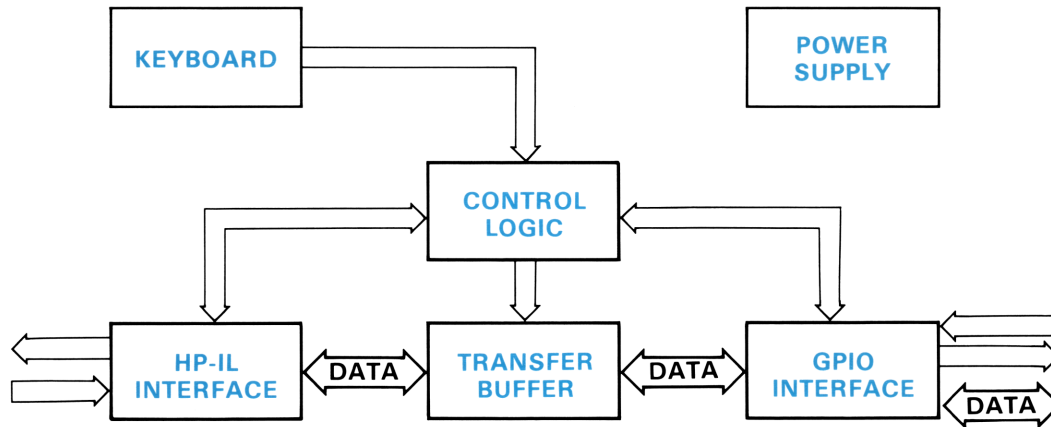 KEYBOARD
POWER
SUPPLY
CONTROL
LOGIC
HP-IL
INTERFACE
DATA
TRANSFER
BUFFER
DATA
GPIO
INTERFACE
DATA